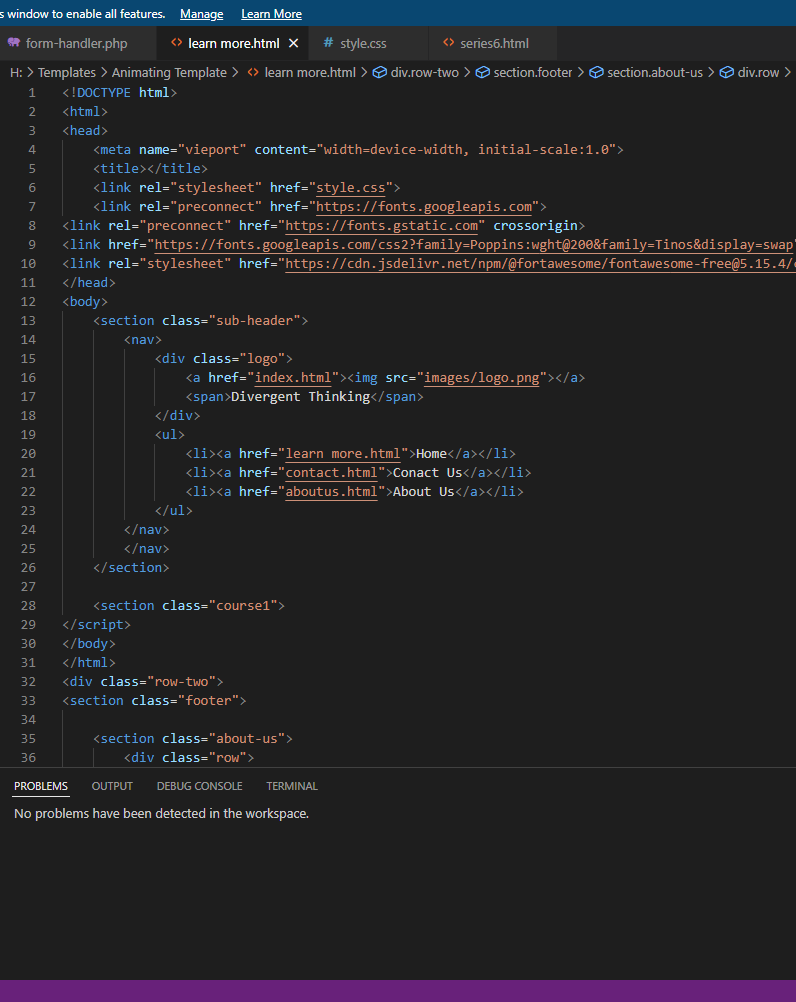 s window to enable all features. Manage Learn More
form-handler.php learn more.html style.css series6.html
H: > Templates > Animating Template > learn more.html > div.row-two > section.footer > section.about-us > div.row >
1 <!DOCTYPE html>
2 <html>
3 <head>
4 <meta name="vieport" content="width=device-width, initial-scale:1.0">
5 <title></title>
6 <link rel="stylesheet" href="style.css">
7 <link rel="preconnect" href="https://fonts.googleapis.com">
8 <link rel="preconnect" href="https://fonts.gstatic.com" crossorigin>
9 <link href="https://fonts.googleapis.com/css2?family=Poppins:wght@200&family=Tinos&display=swap"
10 <link rel="stylesheet" href="https://cdn.jsdelivr.net/npm/@fortawesome/fontawesome-free@5.15.4/c
11 </head>
12 <body>
13 <section class="sub-header">
14 <nav>
15 <div class="logo">
16 <a href="index.html"><img src="images/logo.png"></a>
17 <span>Divergent Thinking</span>
18 </div>
19 <ul>
20 <li><a href="learn more.html">Home</a></li>
21 <li><a href="contact.html">Conact Us</a></li>
22 <li><a href="aboutus.html">About Us</a></li>
23 </ul>
24 </nav>
25 </nav>
26 </section>
27
28 <section class="course1">
29 </script>
30 </body>
31 </html>
32 <div class="row-two">
33 <section class="footer">
34
35 <section class="about-us">
36 <div class="row">
PROBLEMS OUTPUT DEBUG CONSOLE TERMINAL
No problems have been detected in the workspace.